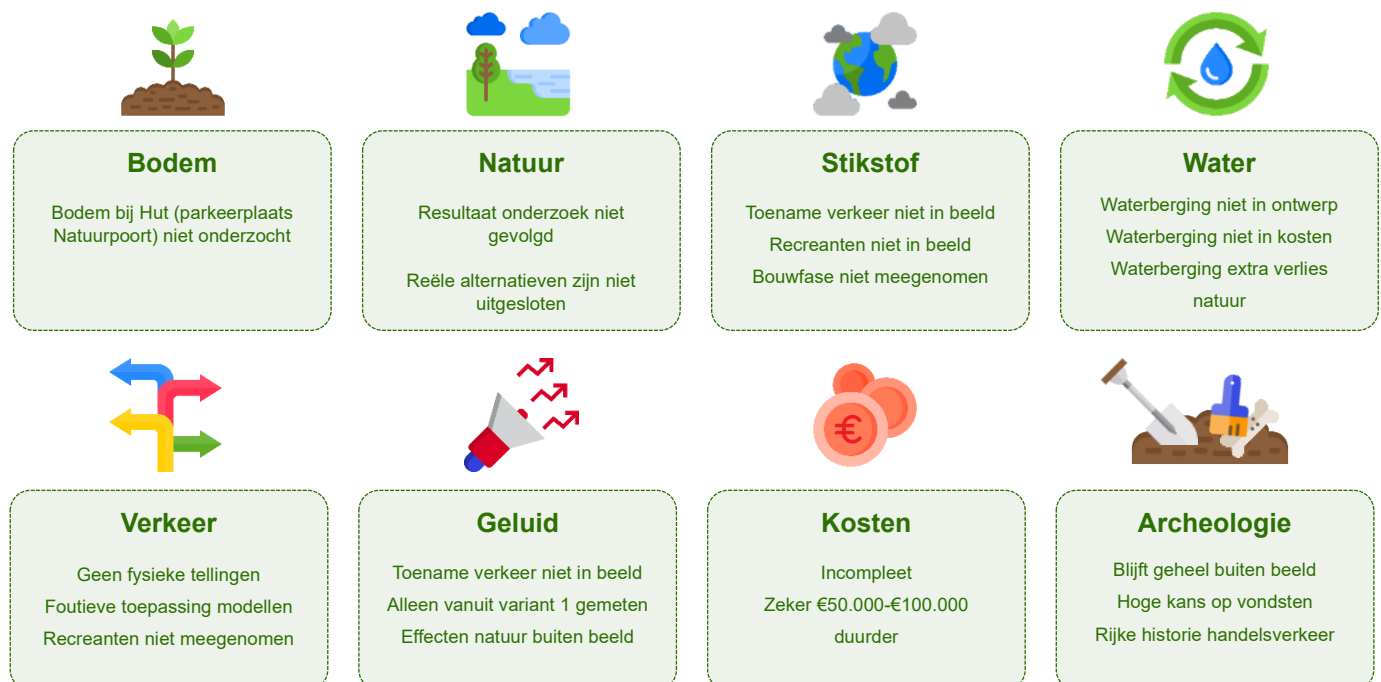 Bodem
Bodem bij Hut (parkeerplaats
Natuurpoort) niet onderzocht
Natuur
Resultaat onderzoek niet
gevolgd
Reële alternatieven zijn niet
uitgesloten
Stikstof
Toename verkeer niet in beeld
Recreanten niet in beeld
Bouwfase niet meegenomen
Water
Waterberging niet in ontwerp
Waterberging niet in kosten
Waterberging extra verlies
natuur
Verkeer
Geen fysieke tellingen
Foutieve toepassing modellen
Recreanten niet meegenomen
Geluid
Toename verkeer niet in beeld
Alleen vanuit variant 1 gemeten
Effecten natuur buiten beeld
€
Kosten
Incompleet
Zeker €50.000-€100.000
duurder
Archeologie
Blijft geheel buiten beeld
Hoge kans op vondsten
Rijke historie handelsverkeer